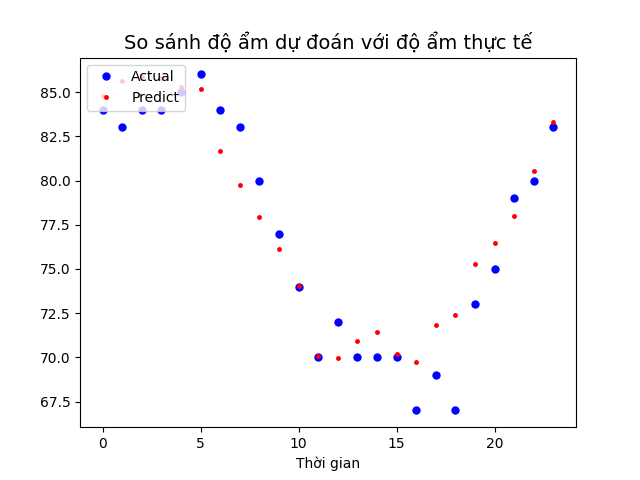 So sánh độ ẩm dự đoán với độ ẩm thực tế
Actual
Predict
85.0
82.5
80.0
77.5
75.0
72.5
70.0
67.5
0 5 10 15 20
Thời gian